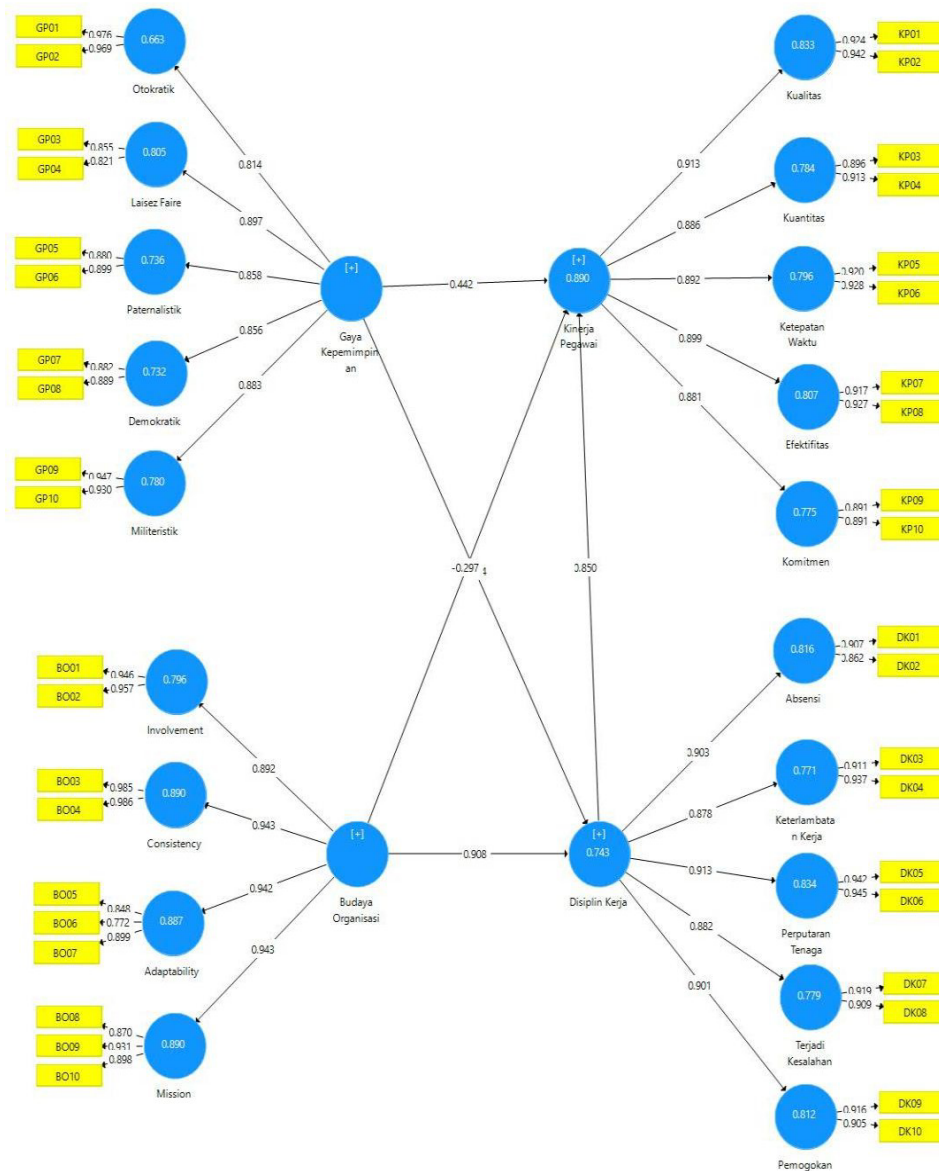 GP01
0.976
GP02
0.969
0.663
Otokratik
GP03
0.855
GP04
0.821
0.805
Laisez Faire
GP05
0.880
GP06
0.899
0.736
Paternalistik
GP07
0.882
GP08
0.889
0.732
Demokratik
GP09
0.947
GP10
0.930
0.780
Militeristik
0.814
0.897
0.858
0.856
0.883
[+]
Gaya
Kepemimpin
an
0.442
[+]
0.890
Kinerja
Pegawai
0.913
0.886
0.892
0.899
0.881
0.833
Kualitas
0.924
KP01
0.942
KP02
0.784
Kuantitas
0.896
KP03
0.913
KP04
0.796
Ketepatan
Waktu
0.920
KP05
0.928
KP06
0.807
Efektifitas
0.917
KP07
0.927
KP08
0.775
Komitmen
0.891
KP09
0.891
KP10
-0.297
0.850
BO01
0.946
BO02
0.957
0.796
Involvement
BO03
0.985
BO04
0.986
0.890
Consistency
BO05
0.848
BO06
0.772
BO07
0.899
0.887
Adaptability
BO08
0.870
BO09
0.931
BO10
0.898
0.890
Mission
0.892
0.943
0.942
0.943
[+]
Budaya
Organisasi
0.908
[+]
0.743
Disiplin Kerja
0.903
0.878
0.913
0.882
0.901
0.816
Absensi
0.907
DK01
0.862
DK02
0.771
Keterlambata
n Kerja
0.911
DK03
0.937
DK04
0.834
Perputaran
Tenaga
0.942
DK05
0.945
DK06
0.779
Terjadi
Kesalahan
0.919
DK07
0.909
DK08
0.812
Pemogokan
0.916
DK09
0.905
DK10